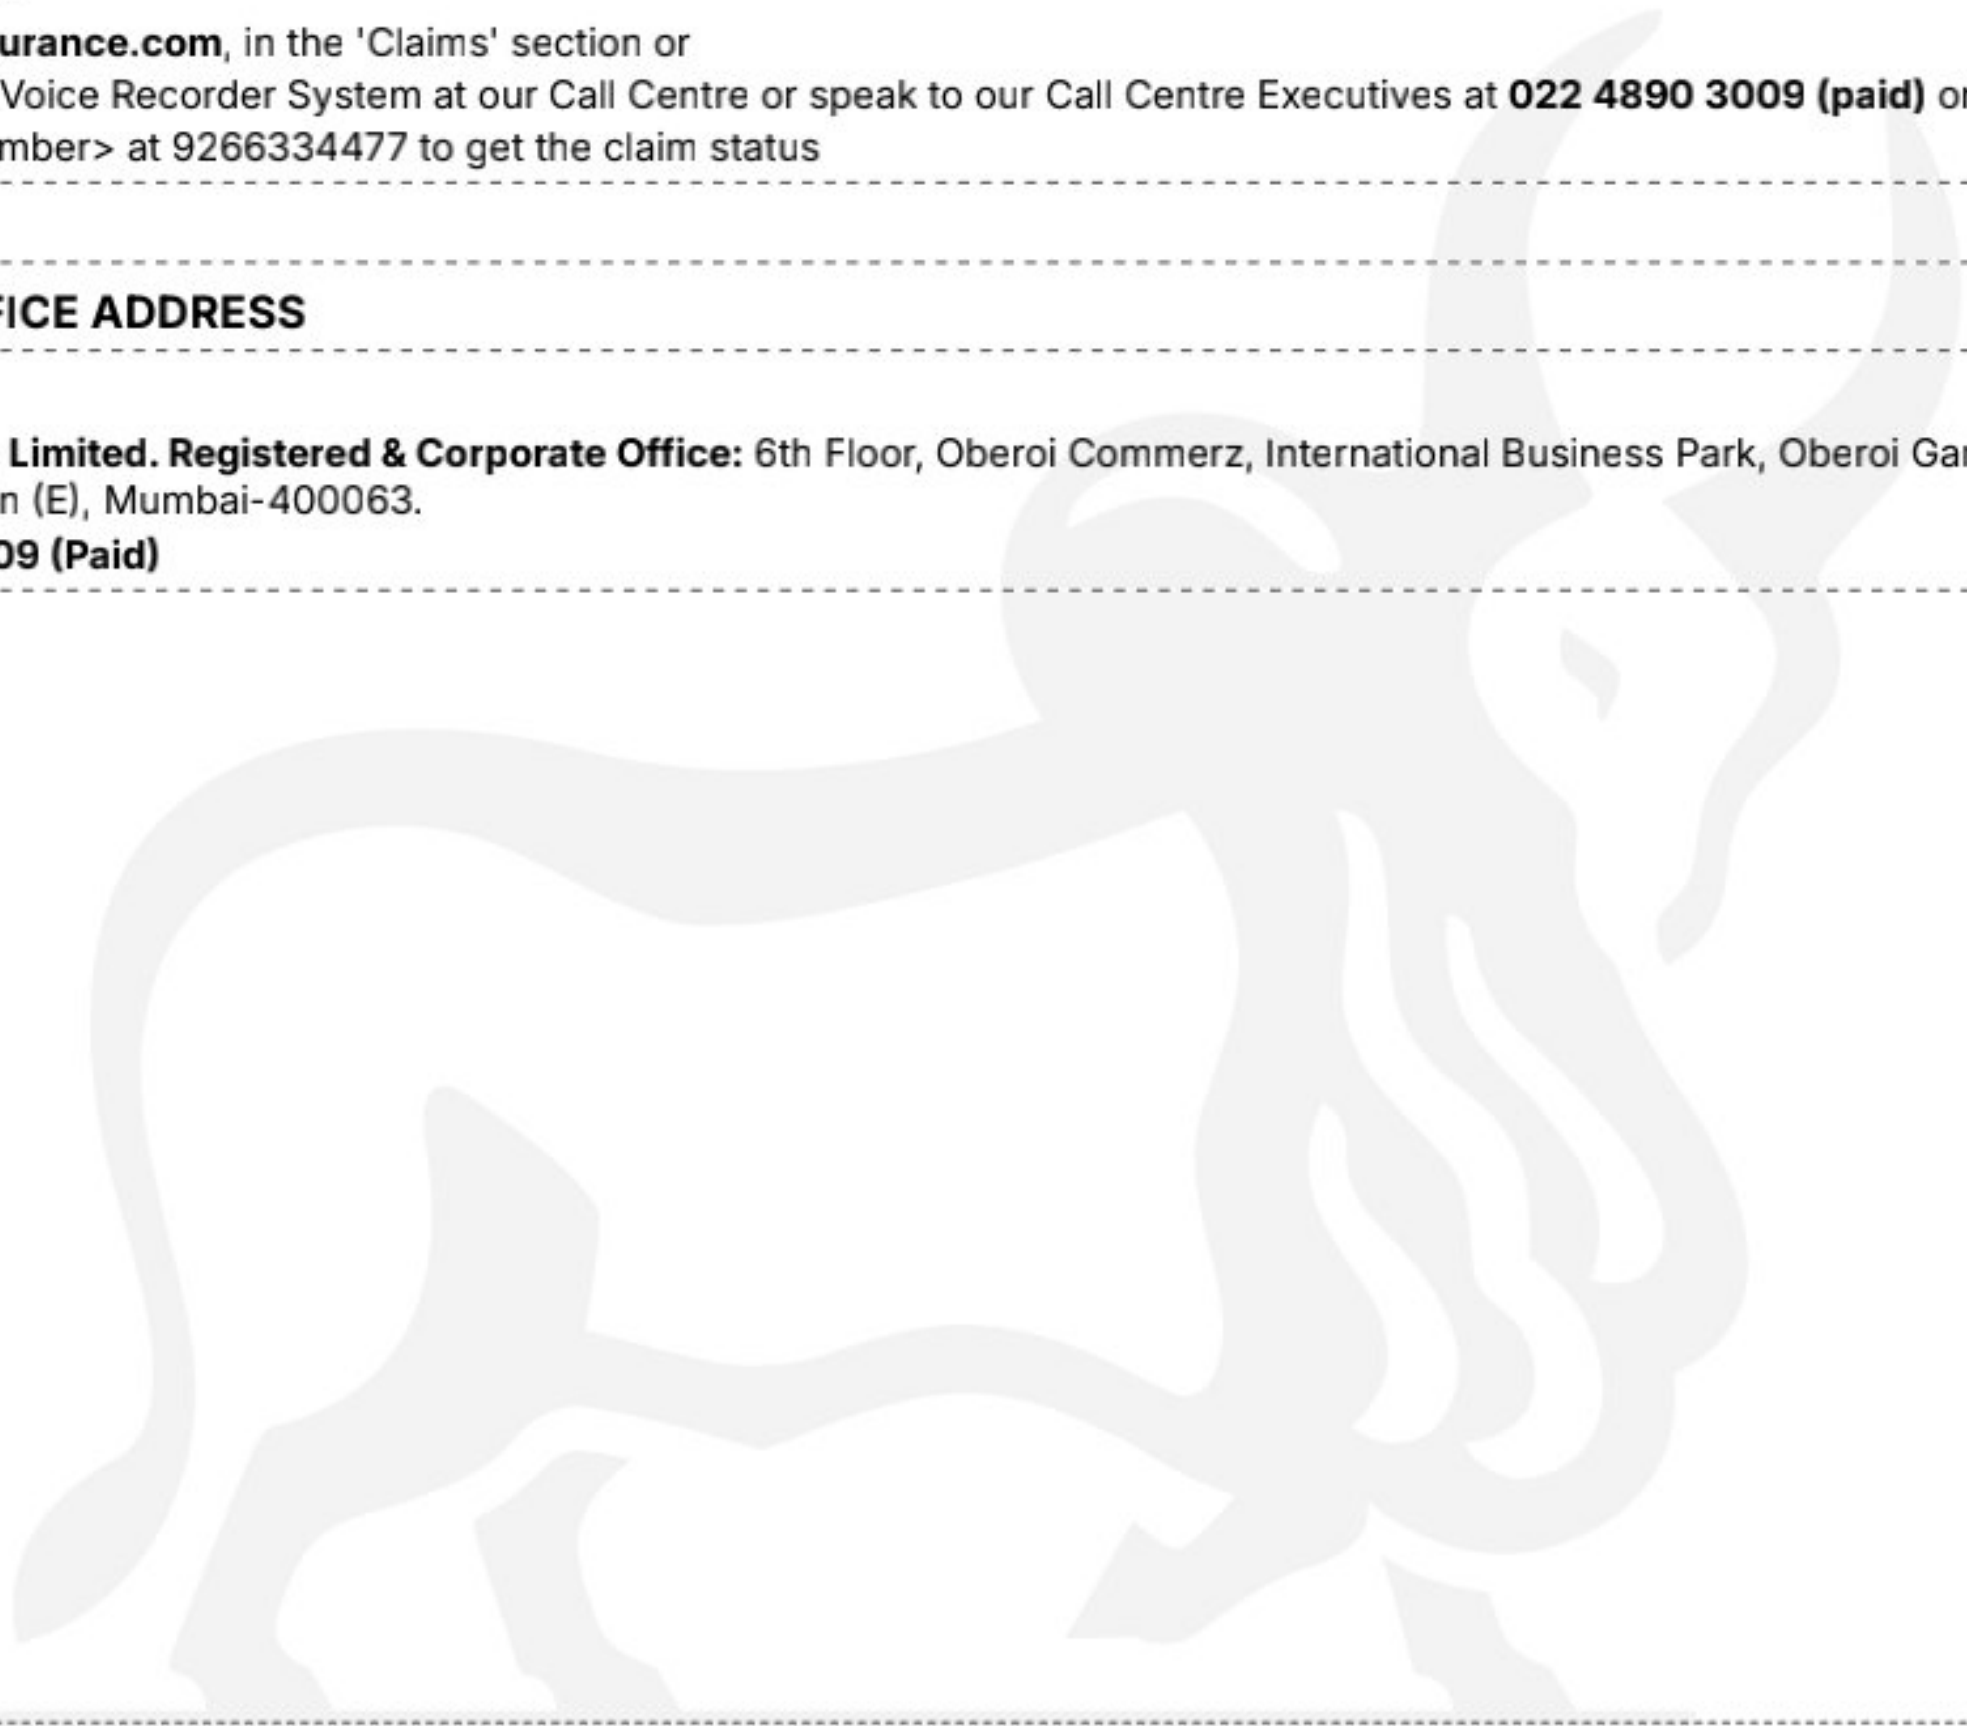 urance.com, in the 'Claims' section or
Voice Recorder System at our Call Centre or speak to our Call Centre Executives at 022 4890 3009 (paid) or
mber> at 9266334477 to get the claim status
FICE ADDRESS
Limited. Registered & Corporate Office: 6th Floor, Oberoi Commerz, International Business Park, Oberoi Gar
n (E), Mumbai-400063.
09 (Paid)